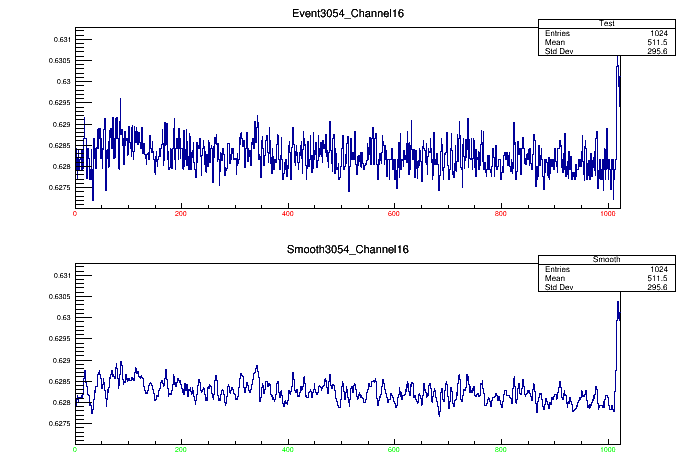 Event3054_Channel16
Test
Entries 1024
Mean 511.5
Std Dev 295.6
0.631
0.6305
0.63
0.6295
0.629
0.6285
0.628
0.6275
0 200 400 600 800 1000
Smooth3054_Channel16
Smooth
Entries 1024
Mean 511.5
Std Dev 295.6
0.631
0.6305
0.63
0.629
0.6285
0.628
0.6275
0 200 400 600 800 1000